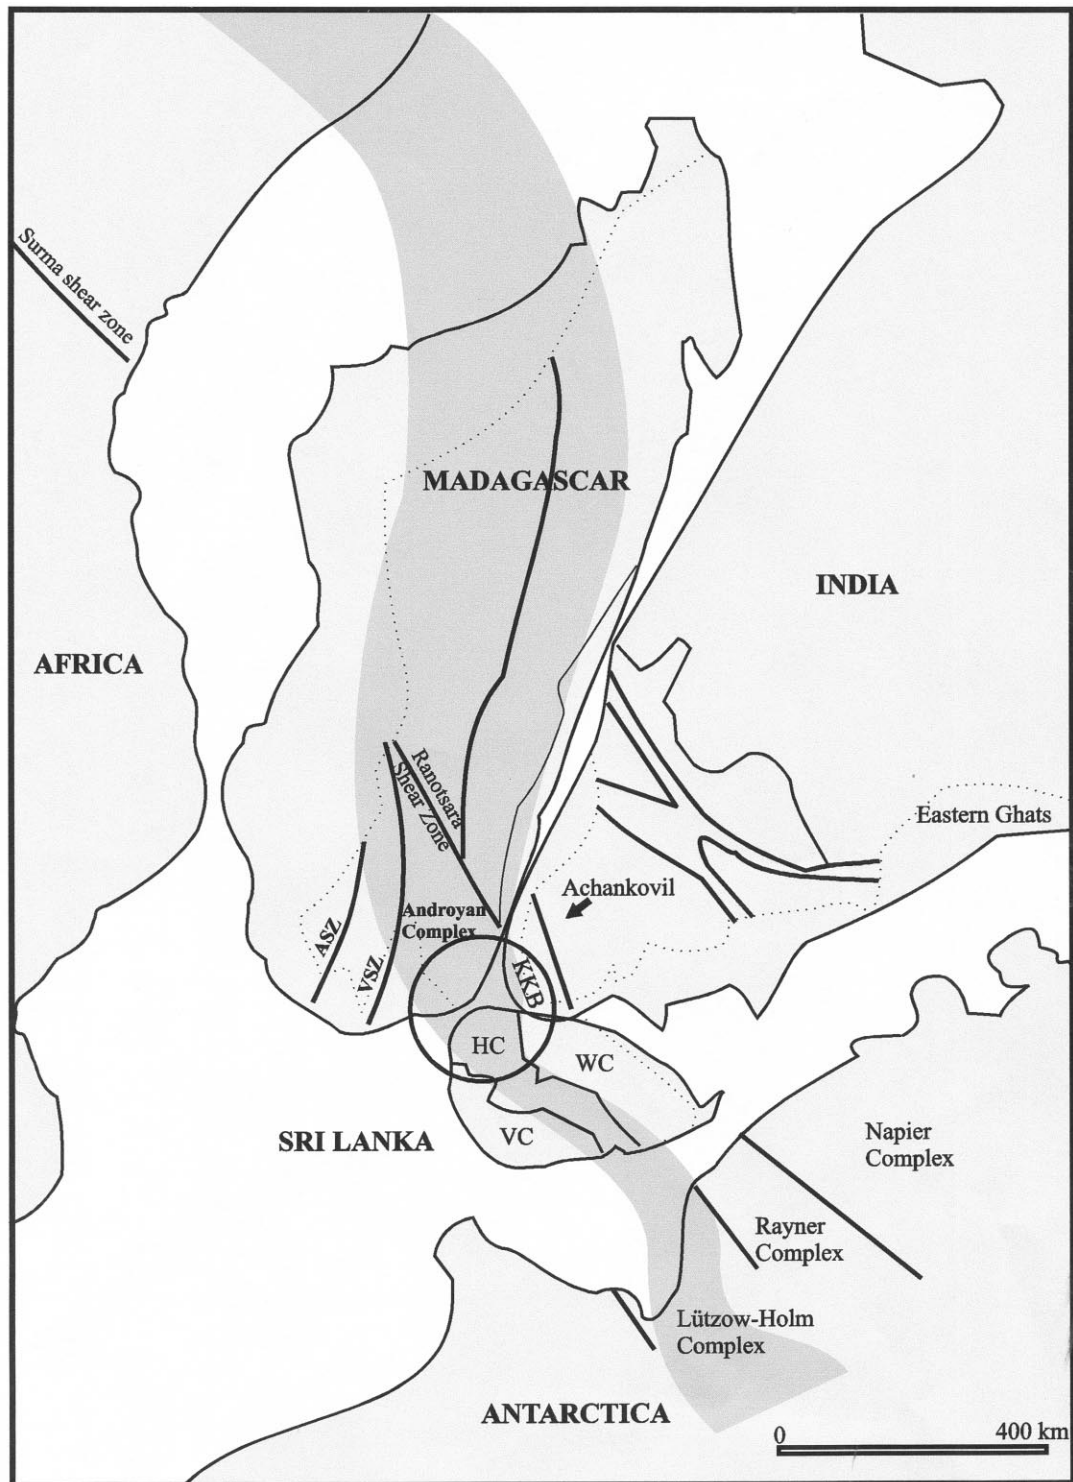 Surma shear zone
MADAGASCAR
INDIA
AFRICA
Ranotsara
Shear Zone
Eastern Ghats
Achankovil
Androyan
Complex
ASZ
VSZ
KKB
HC
WC
VC
SRI LANKA
Napier
Complex
Rayner
Complex
Lützow-Holm
Complex
ANTARCTICA
0
400 km